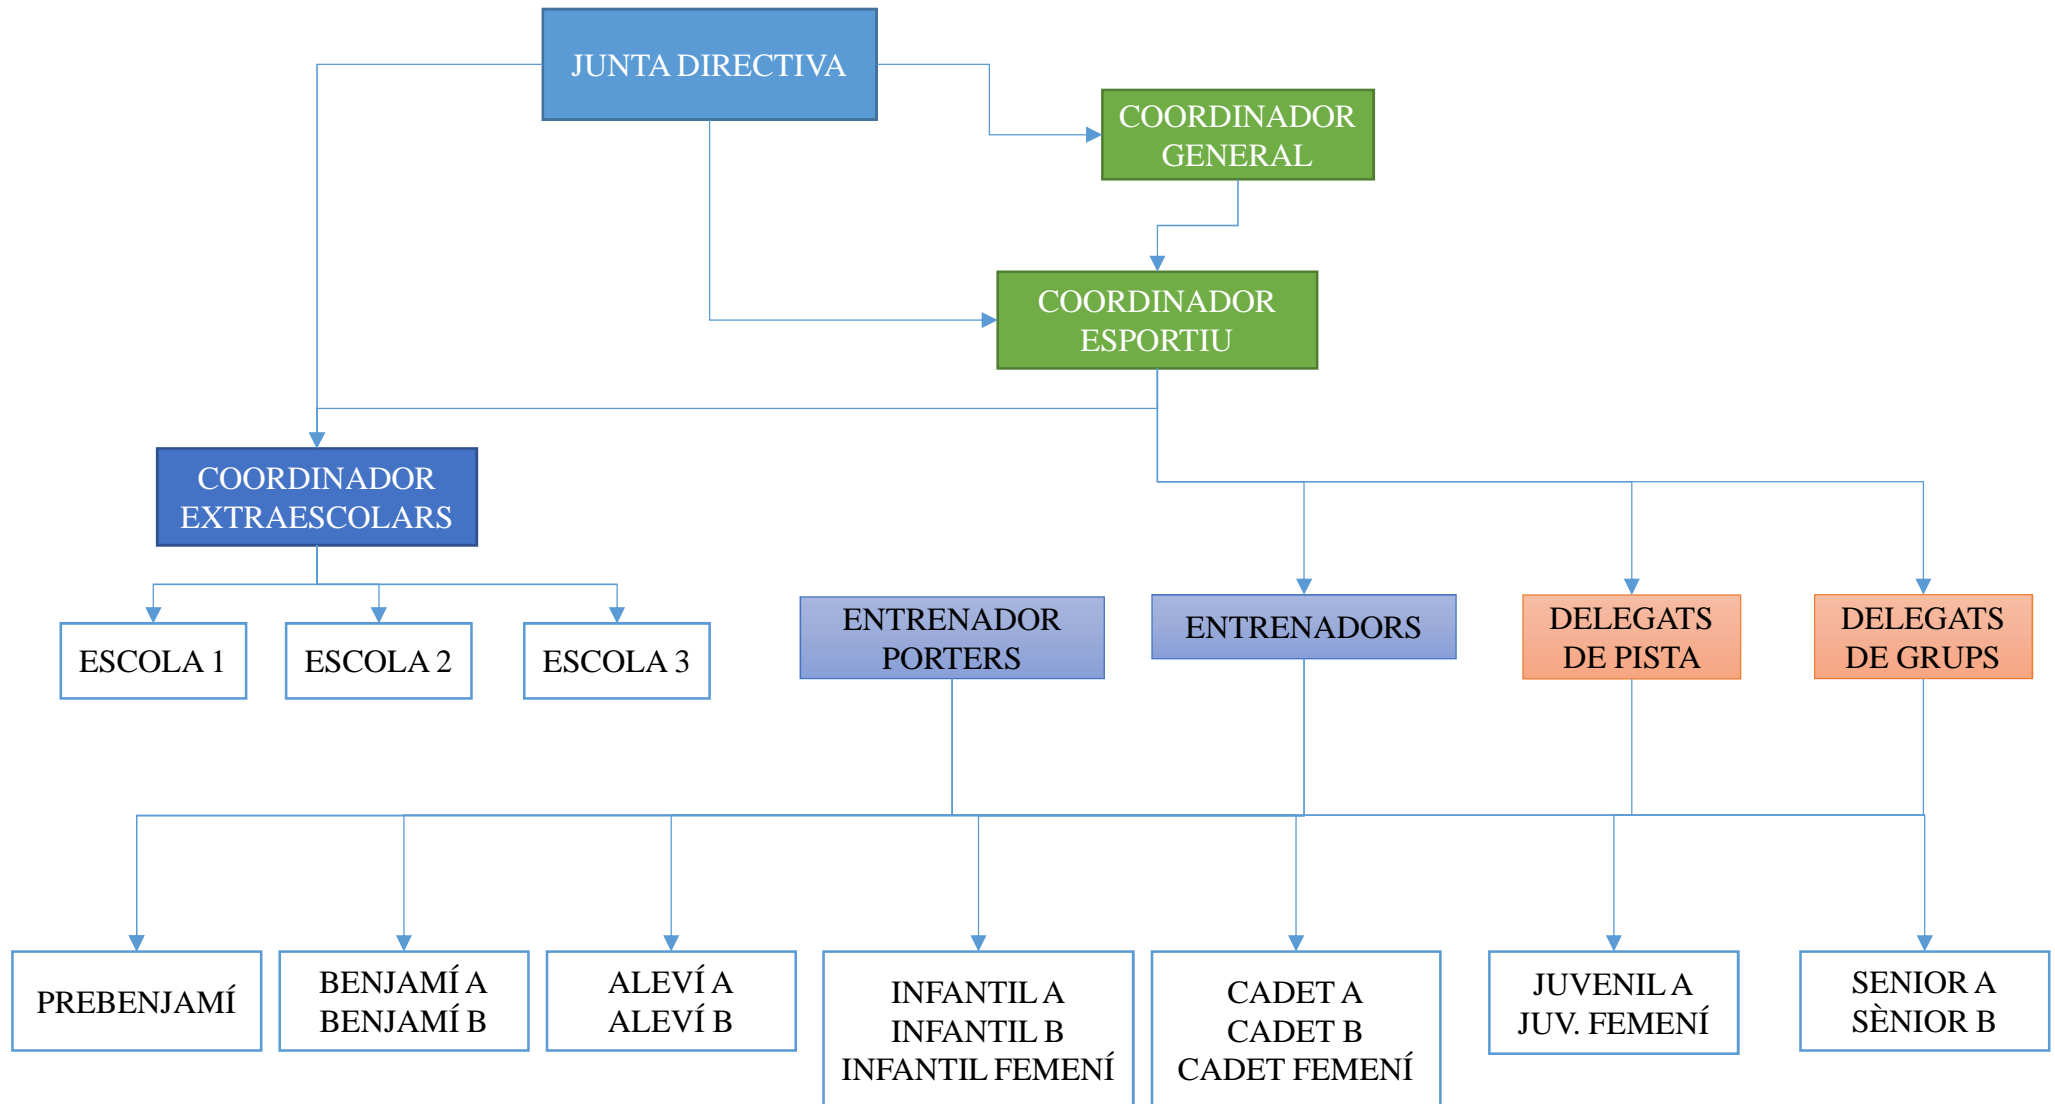 JUNTA DIRECTIVA
COORDINADOR
GENERAL
COORDINADOR
ESPORTIU
COORDINADOR
EXTRAESCOLARS
ESCOLA 1
ESCOLA 2
ESCOLA 3
ENTRENADOR
PORTERS
ENTRENADORS
DELEGATS
DE PISTA
DELEGATS
DE GRUPS
PREBENJAMÍ
BENJAMÍ A
BENJAMÍ B
ALEVÍ A
ALEVÍ B
INFANTIL A
INFANTIL B
INFANTIL FEMENÍ
CADET A
CADET B
CADET FEMENÍ
JUVENIL A
JUV. FEMENÍ
SENIOR A
SÈNIOR B